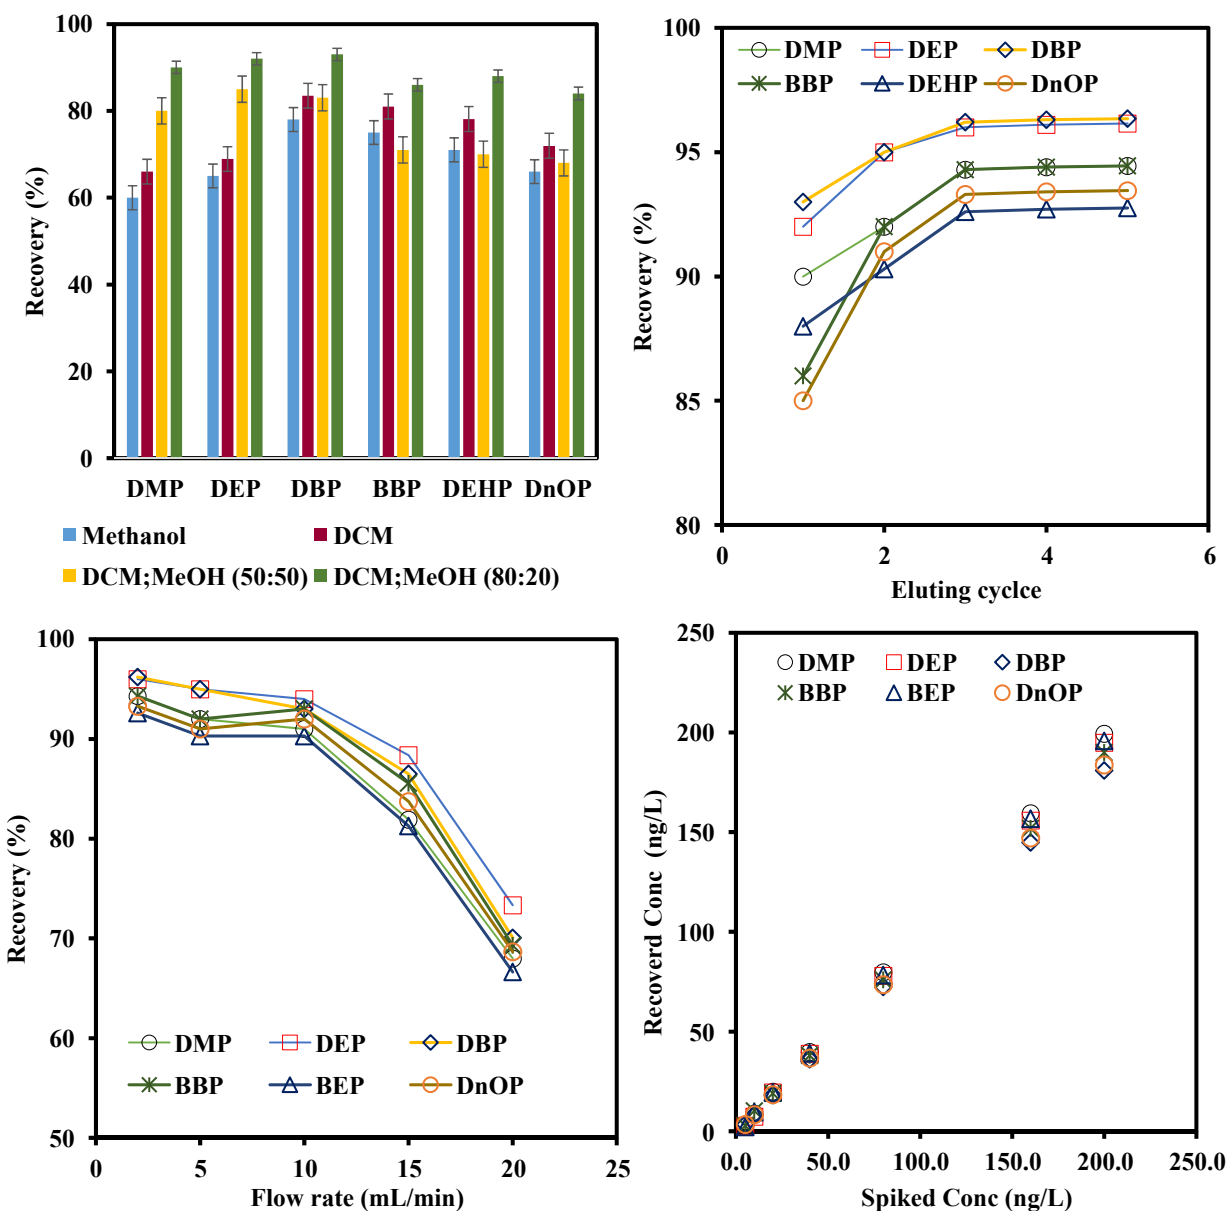 100
80
60
40
20
0
Recovery (%)
DMP DEP DBP BBP DEHP DnOP
Methanol DCM
DCM;MeOH (50:50) DCM;MeOH (80:20)
100
95
90
85
80
Recovery (%)
DMP DEP DBP
BBP DEHP DnOP
0 2 4 6
Eluting cyclce
100
90
80
70
60
50
Recovery (%)
DMP DEP DBP
BBP BEP DnOP
0 5 10 15 20 25
Flow rate (mL/min)
250
200
150
100
50
0
Recoverd Conc (ng/L)
DMP DEP DBP
BBP BEP DnOP
0.0 50.0 100.0 150.0 200.0 250.0
Spiked Conc (ng/L)